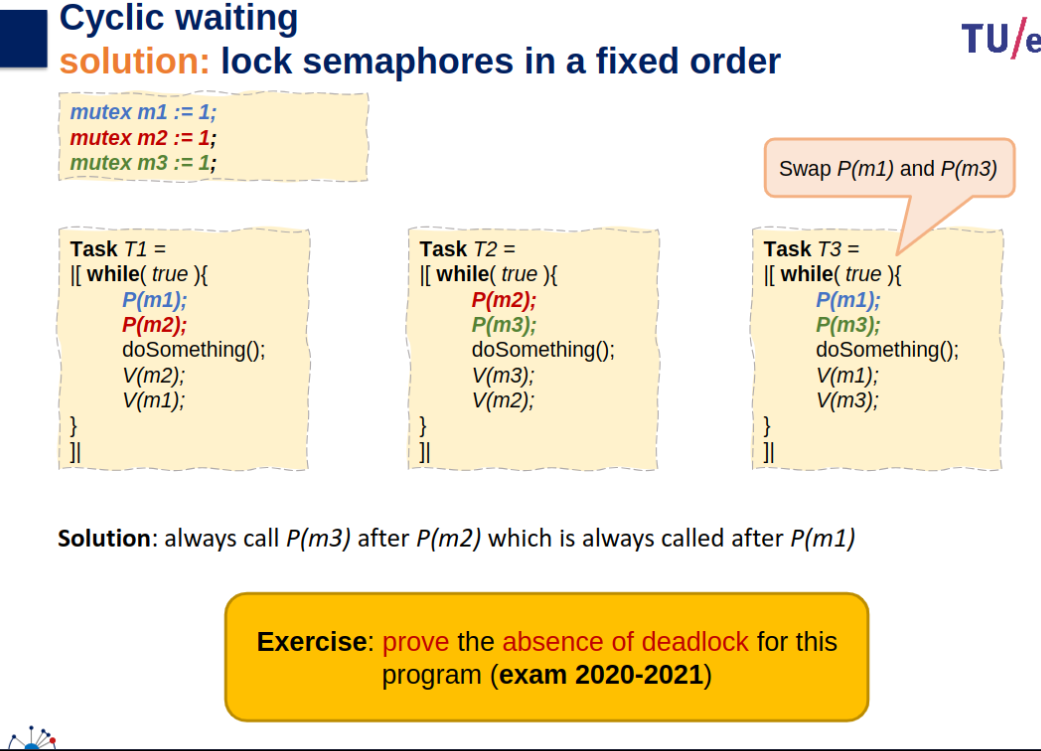 Cyclic waiting
solution: lock semaphores in a fixed order
TU/e
mutex m1 := 1;
mutex m2 := 1;
mutex m3 := 1;
Swap P(m1) and P(m3)
Task T1 =
|[ while( true ){
P(m1);
P(m2);
doSomething();
V(m2);
V(m1);
}
]|
Task T2 =
|[ while( true ){
P(m2);
P(m3);
doSomething();
V(m3);
V(m2);
}
]|
Task T3 =
|[ while( true ){
P(m1);
P(m3);
doSomething();
V(m1);
V(m3);
}
]|
Solution: always call P(m3) after P(m2) which is always called after P(m1)
Exercise: prove the absence of deadlock for this
program (exam 2020-2021)